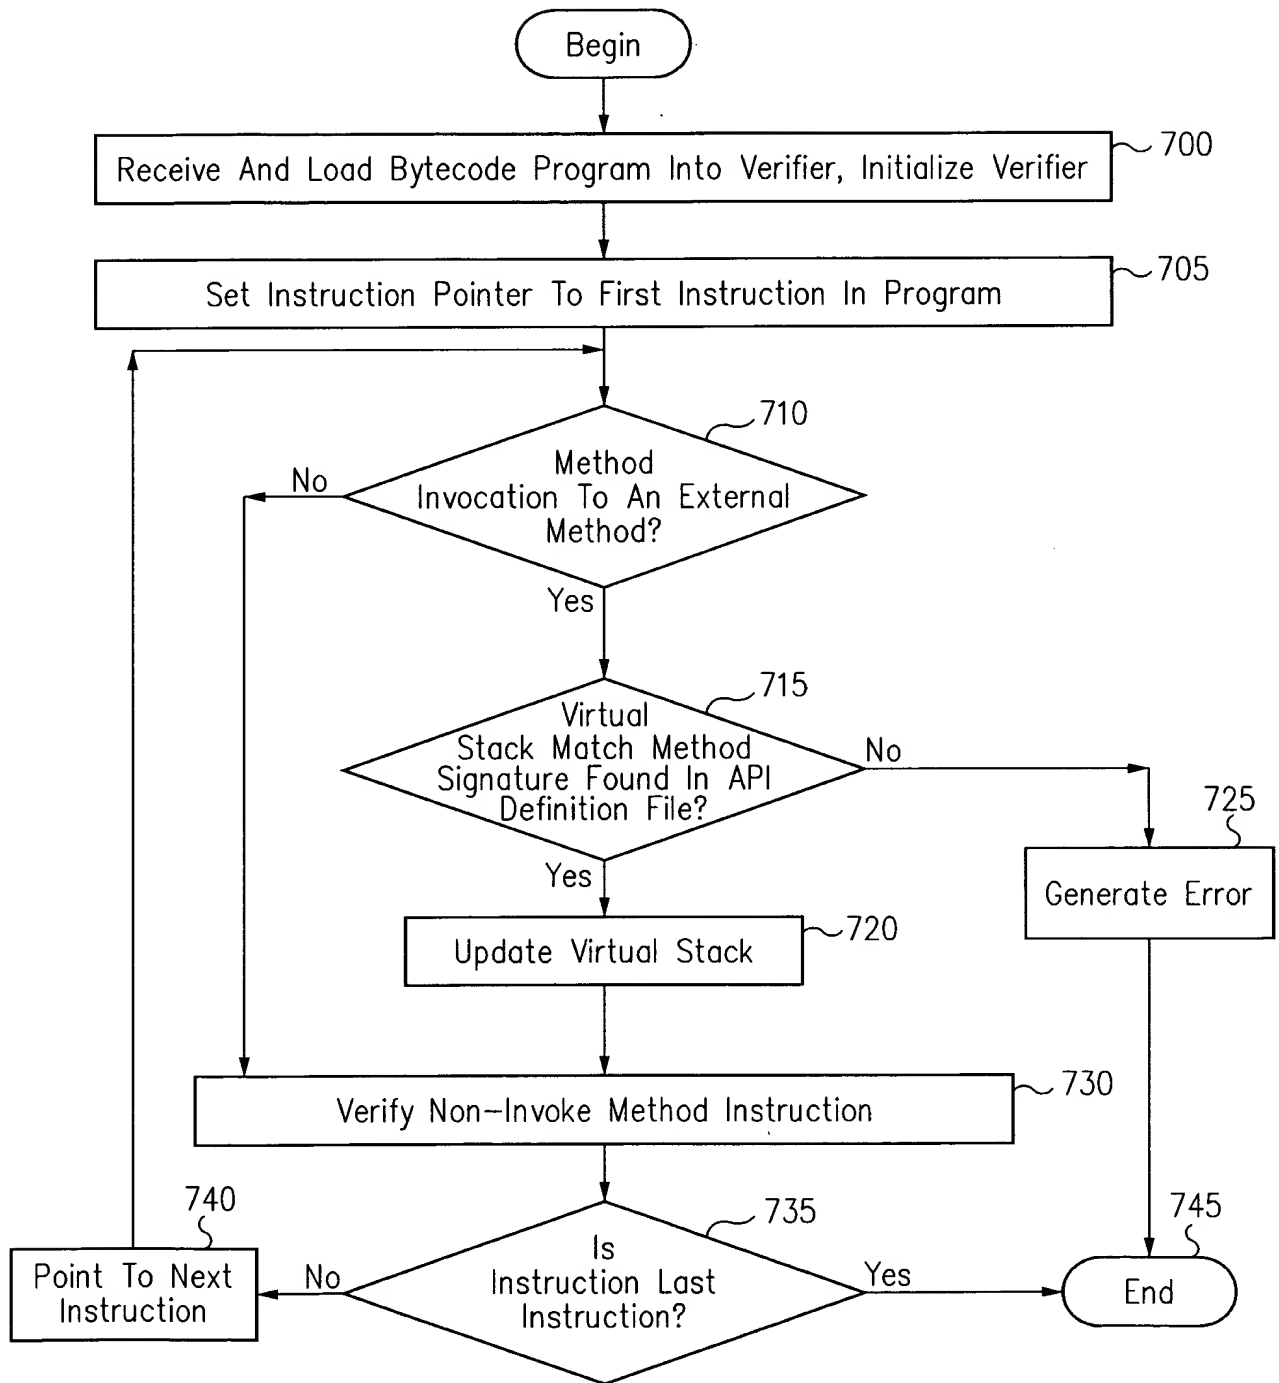 Begin
Receive And Load Bytecode Program Into Verifier, Initialize Verifier
700
Set Instruction Pointer To First Instruction In Program
705
710
Method
Invocation To An External
Method?
No
Yes
715
Virtual
Stack Match Method
Signature Found In API
Definition File?
No
Yes
725
Generate Error
Update Virtual Stack
720
Verify Non-Invoke Method Instruction
730
740
Point To Next
Instruction
No
735
Is
Instruction Last
Instruction?
Yes
745
End